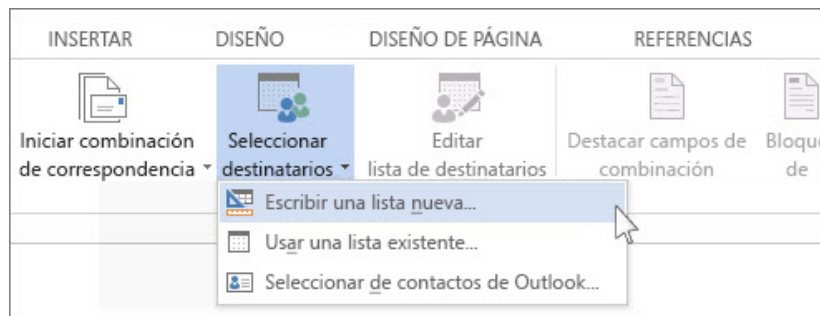 INSERTAR DISEÑO DISEÑO DE PÁGINA REFERENCIAS
Iniciar combinación de correspondencia
Seleccionar destinatarios
Editar lista de destinatarios
Destacar campos de combinación
de
Escribir una lista nueva...
Usar una lista existente...
Seleccionar de contactos de Outlook...